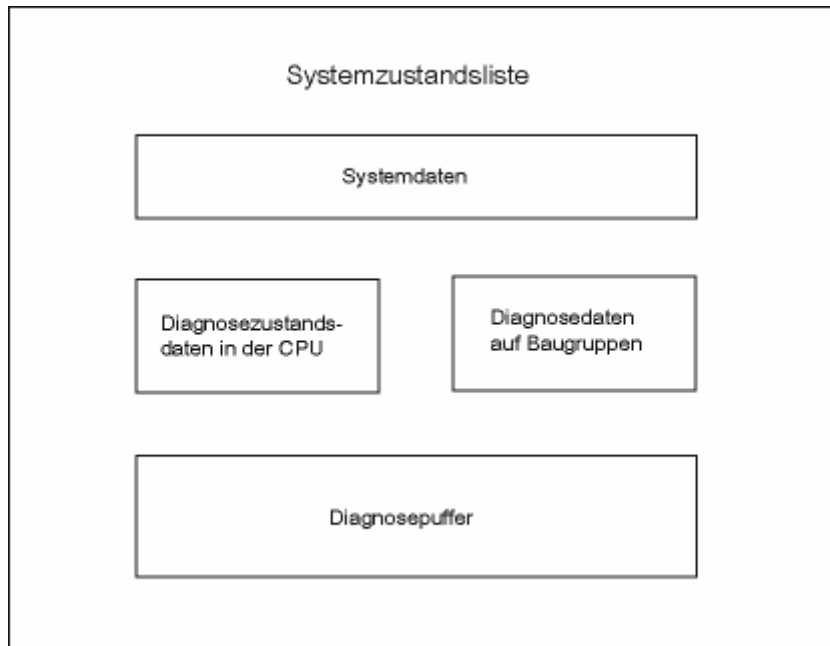 Systemzustandsliste
Systemdaten
Diagnosezustands-
daten in der CPU
Diagnosedaten
auf Baugruppen
Diagnosepuffer